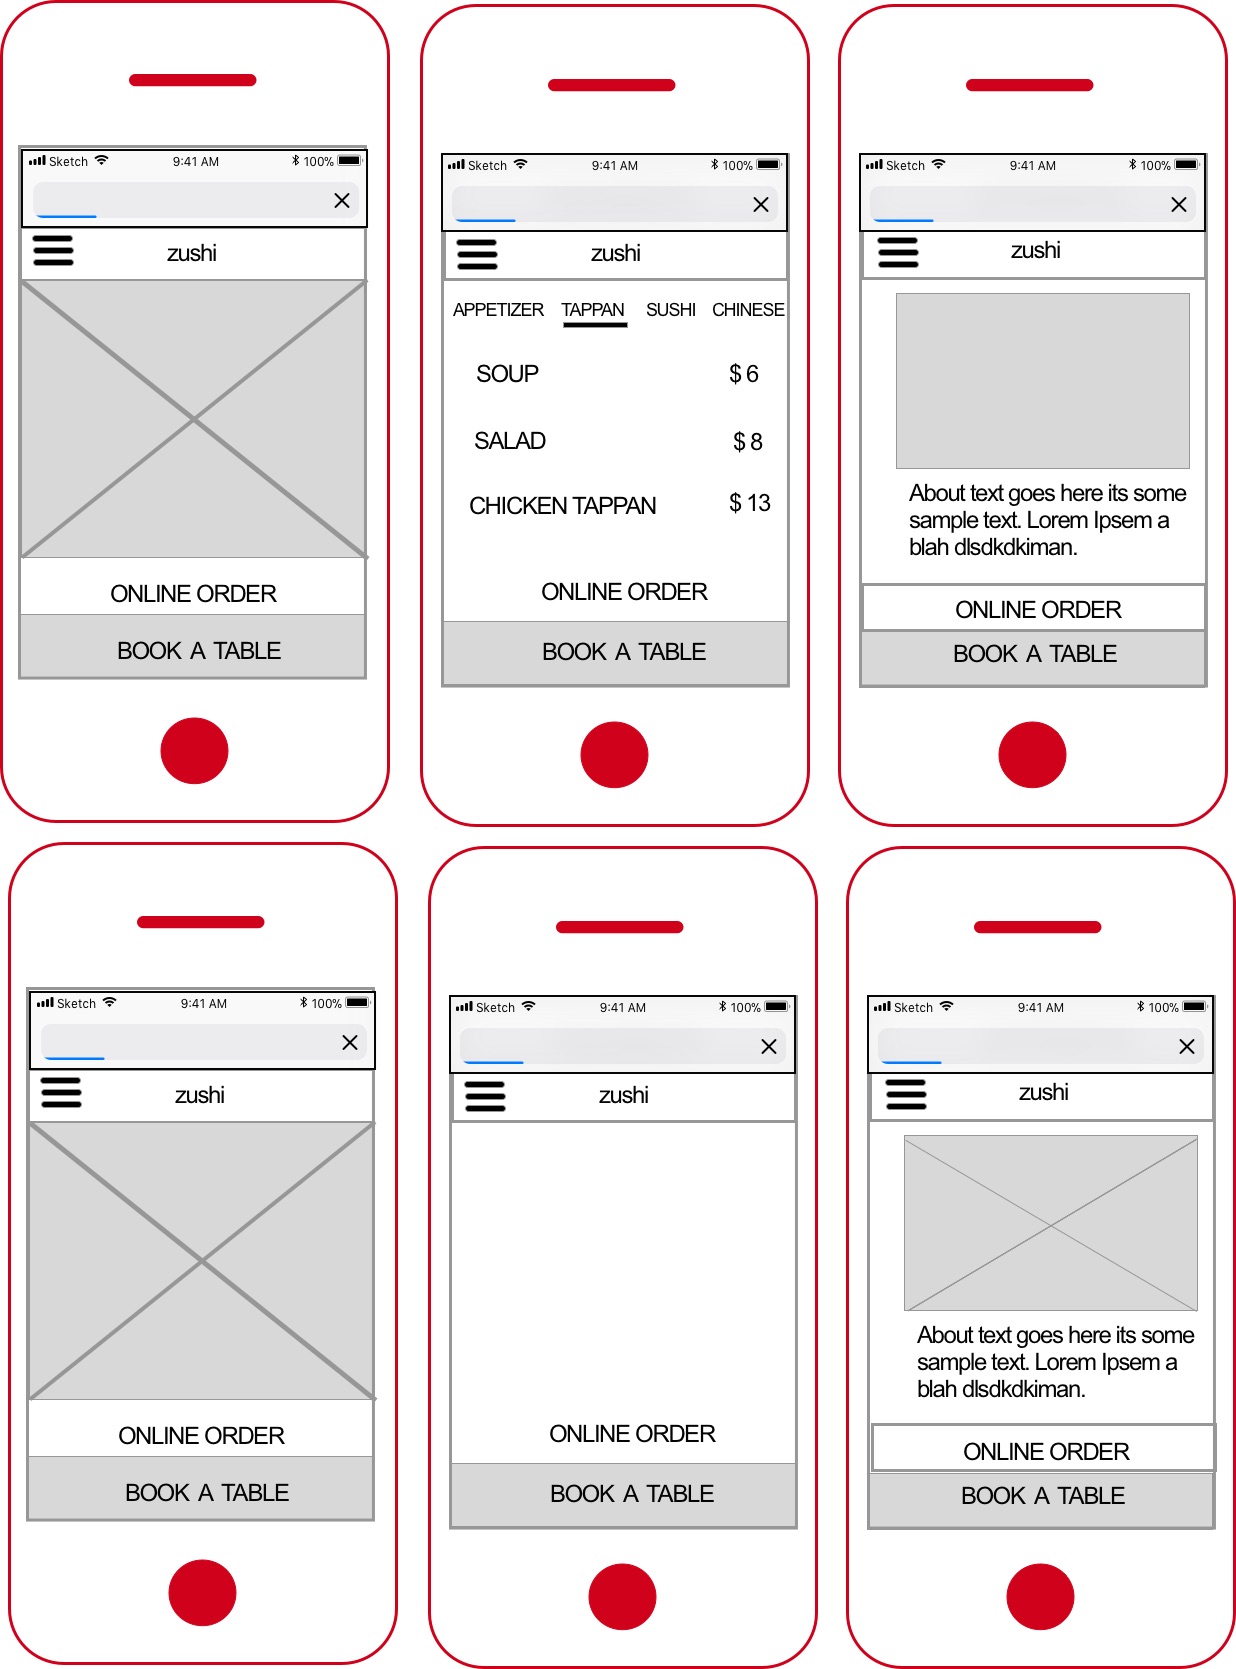 Sketch 9:41 AM 100%
zushi
ONLINE ORDER
BOOK A TABLE
Sketch 9:41 AM 100%
zushi
APPETIZER TAPPAN SUSHI CHINESE
SOUP $ 6
SALAD $ 8
CHICKEN TAPPAN $ 13
ONLINE ORDER
BOOK A TABLE
Sketch 9:41 AM 100%
zushi
About text goes here its some
sample text. Lorem Ipsem a
blah dlsdkdkiman.
ONLINE ORDER
BOOK A TABLE
Sketch 9:41 AM 100%
zushi
ONLINE ORDER
BOOK A TABLE
Sketch 9:41 AM 100%
zushi
ONLINE ORDER
BOOK A TABLE
Sketch 9:41 AM 100%
zushi
About text goes here its some
sample text. Lorem Ipsem a
blah dlsdkdkiman.
ONLINE ORDER
BOOK A TABLE